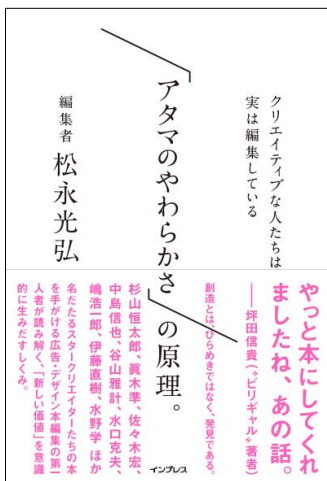 クリエイティブな人たちは
実は編集している
「アタマのやわらかさ」の原理。
編集者 松永光弘
やっと本にしてくれ
ましたね、あの話。
──坪田信貴(“ビリギャル”著者)
創造とは、ひらめきではなく、発見である。
杉山恒太郎、眞木準、佐々木宏、
中島信也、谷山雅計、水口克夫、
嶋浩一郎、伊藤直樹、水野学 ほか
名だたるスタークリエイターたちの本
を手がける広告・デザイン本編集の第一
人者が読み解く、「新しい価値」を意識
的に生みだすしくみ。
インプレス